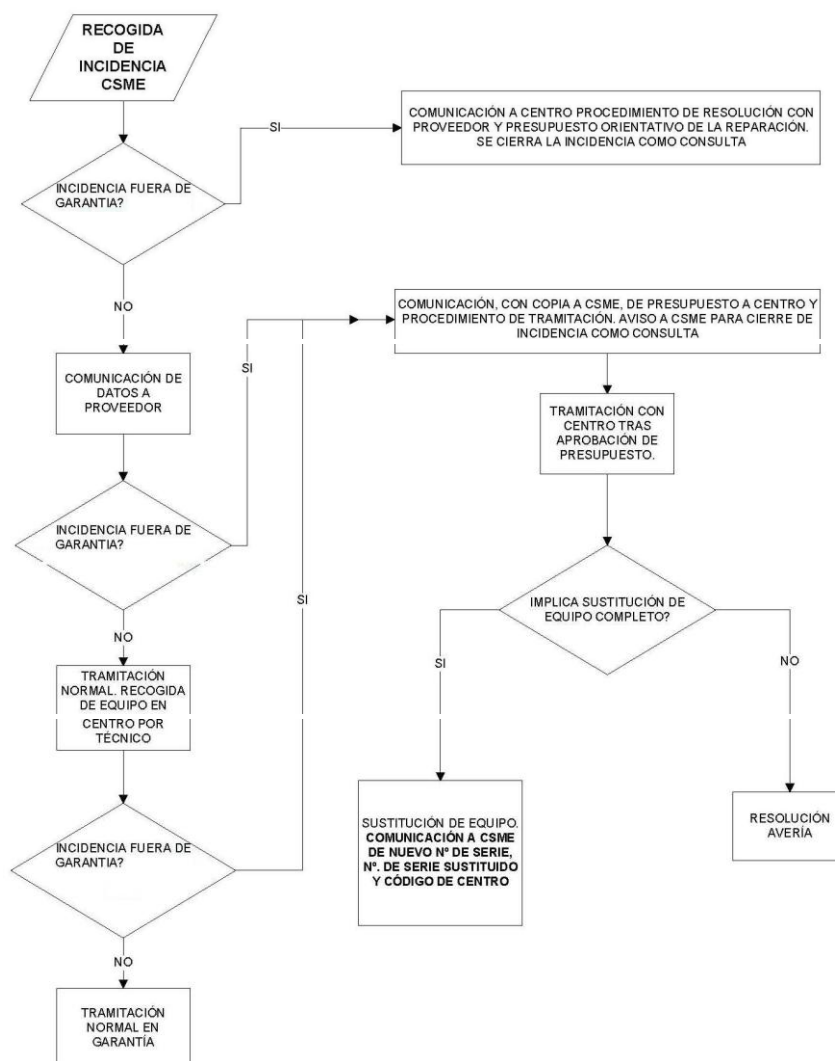 RECOGIDA
DE
INCIDENCIA
CSME
SI
COMUNICACIÓN A CENTRO PROCEDIMIENTO DE RESOLUCIÓN CON
PROVEEDOR Y PRESUPUESTO ORIENTATIVO DE LA REPARACIÓN.
SE CIERRA LA INCIDENCIA COMO CONSULTA
INCIDENCIA FUERA DE
GARANTIA?
NO
COMUNICACIÓN, CON COPIA A CSME, DE PRESUPUESTO A CENTRO Y
PROCEDIMIENTO DE TRAMITACIÓN. AVISO A CSME PARA CIERRE DE
INCIDENCIA COMO CONSULTA
SI
COMUNICACIÓN DE
DATOS A
PROVEEDOR
TRAMITACIÓN CON
CENTRO TRAS
APROBACIÓN DE
PRESUPUESTO.
INCIDENCIA FUERA DE
GARANTIA?
SI
IMPLICA SUSTITUCIÓN DE
EQUIPO COMPLETO?
NO
SI
NO
TRAMITACIÓN
NORMAL. RECOGIDA
DE EQUIPO EN
CENTRO POR
TÉCNICO
SUSTITUCIÓN DE EQUIPO.
COMUNICACIÓN A CSME
DE NUEVO Nº DE SERIE,
Nº. DE SERIE SUSTITUIDO
Y CÓDIGO DE CENTRO
RESOLUCIÓN
AVERÍA
INCIDENCIA FUERA DE
GARANTIA?
NO
TRAMITACIÓN
NORMAL EN
GARANTÍA